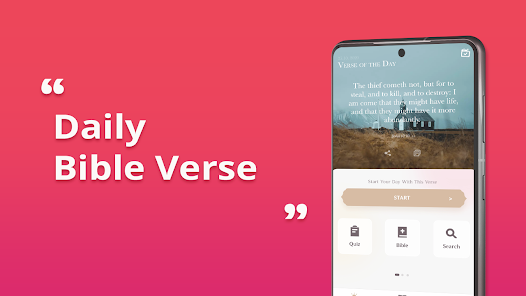 “
Daily
Bible Verse
”
VERSE OF THE DAY
The thief cometh not, but for to
steal, and to kill, and to destroy: I
am come that they might have life,
and that they might have it more
abundantly.
Start Your Day With This Verse
START
Quiz
Bible
Search